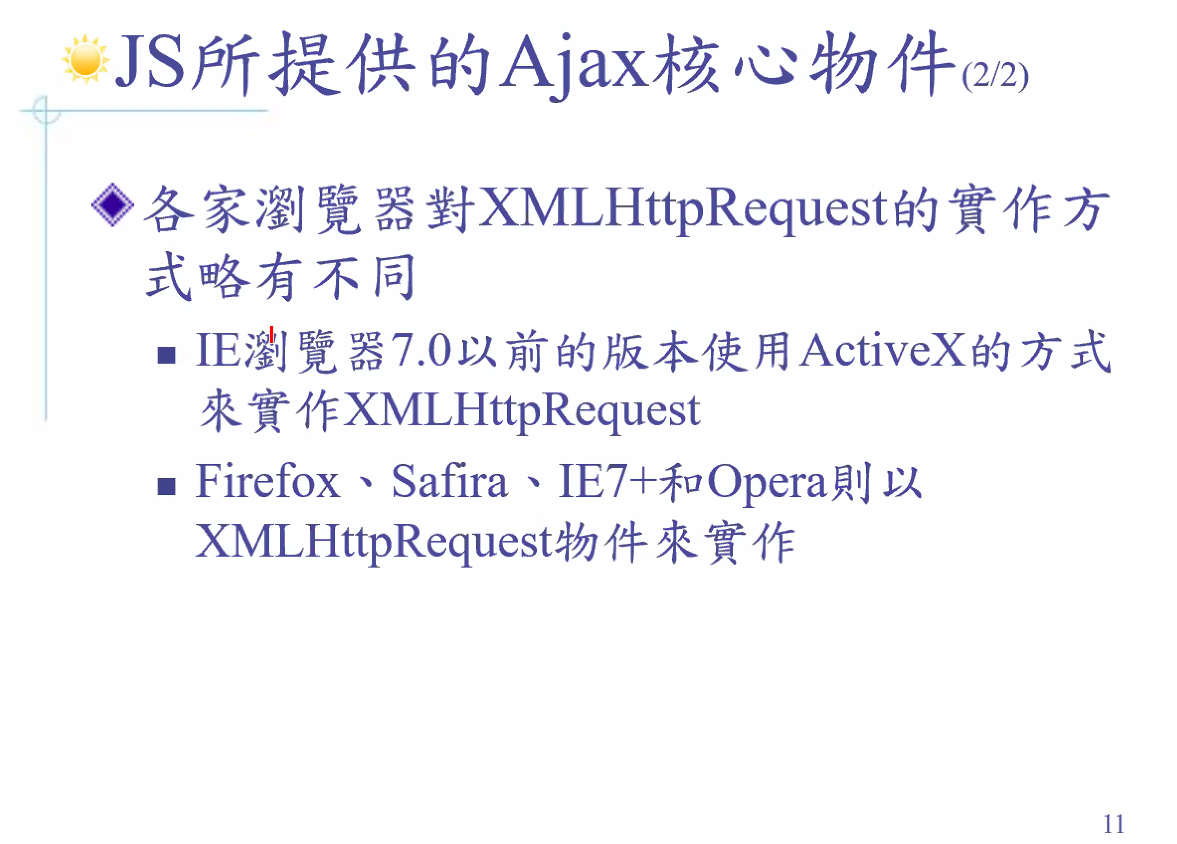 JS所提供的Ajax核心物件(2/2)
各家瀏覽器對XMLHttpRequest的實作方
式略有不同
IE瀏覽器7.0以前的版本使用ActiveX的方式
來實作XMLHttpRequest
Firefox、Safira、IE7+和Opera則以
XMLHttpRequest物件來實作
11